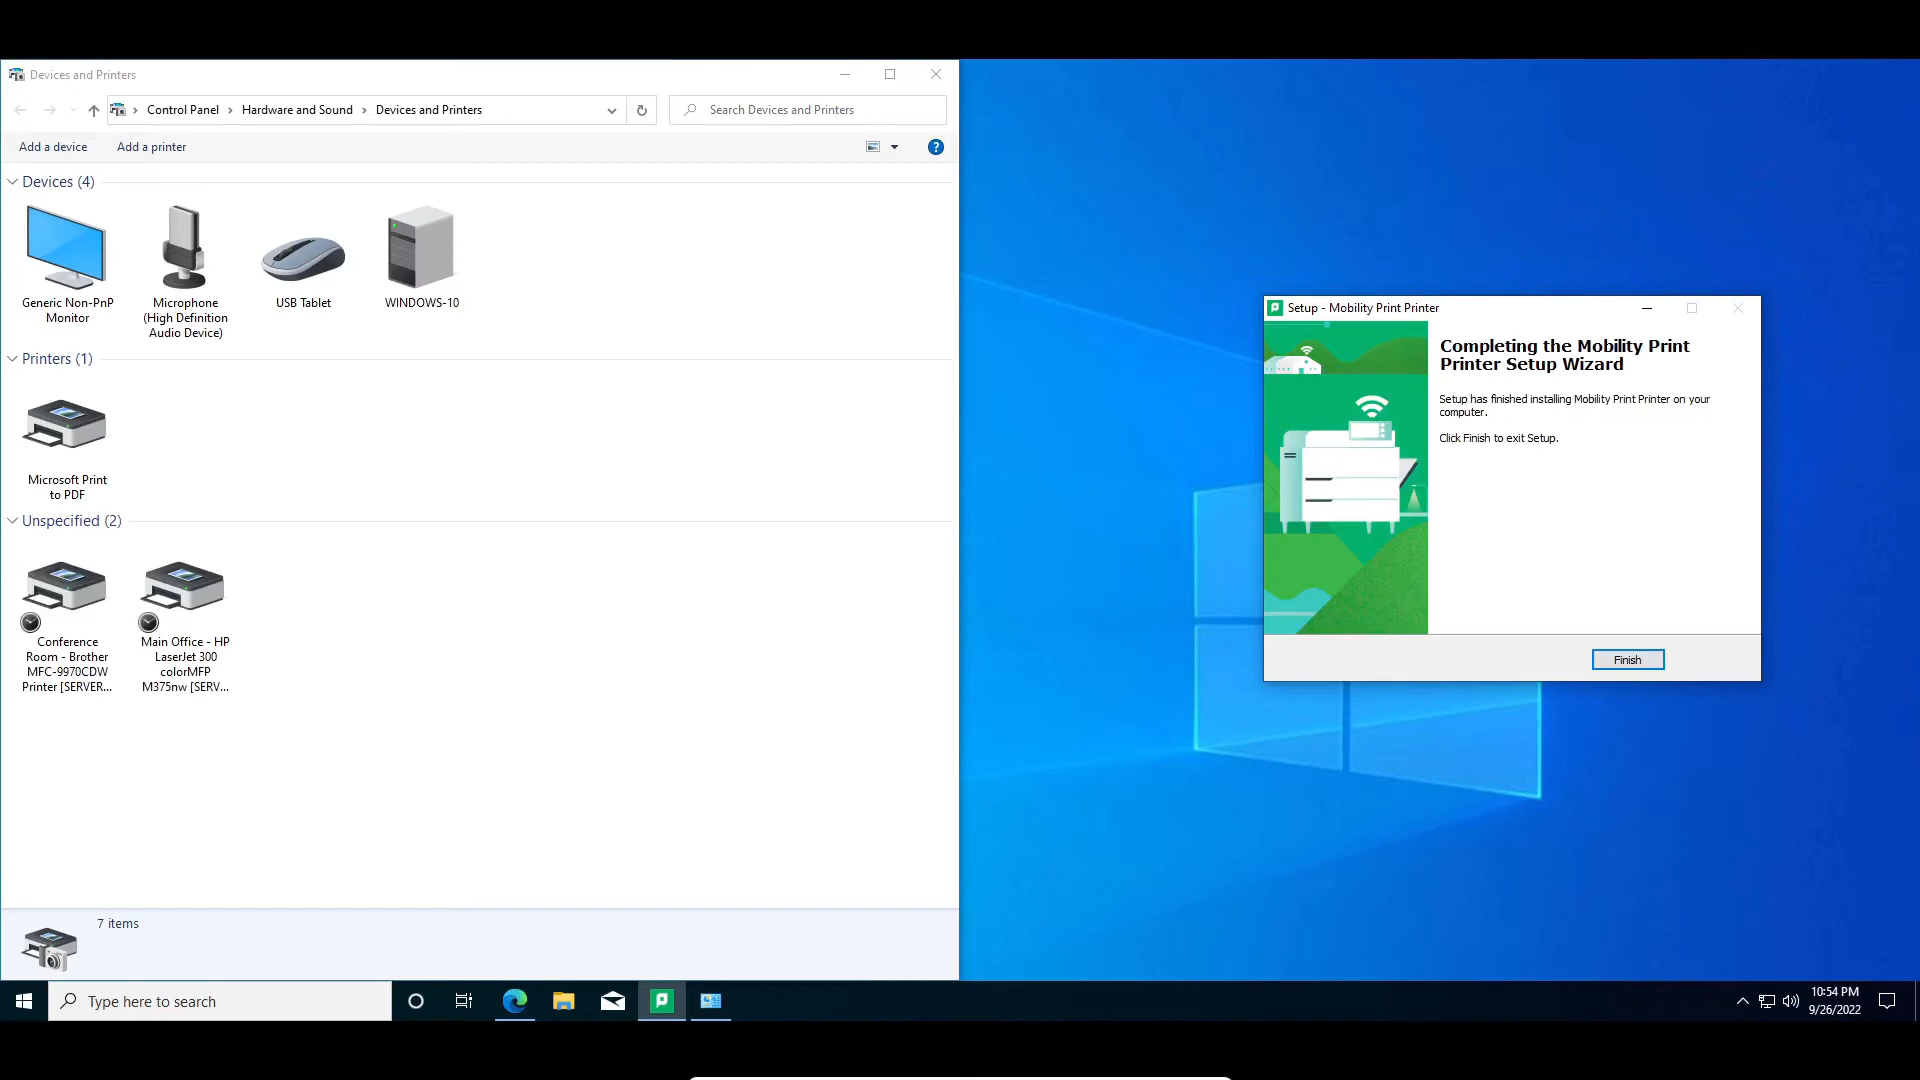 Devices and Printers
Control Panel
Hardware and Sound
Devices and Printers
Search Devices and Printers
Add a device
Add a printer
?
Devices (4)
Generic Non-PnP
Monitor
Microphone
(High Definition
Audio Device)
USB Tablet
WINDOWS-10
Printers (1)
Microsoft Print
to PDF
Unspecified (2)
Conference
Room - Brother
MFC-9970CDW
Printer [SERVER...
Main Office - HP
LaserJet 300
colorMFP
M375nw [SERV...
7 items
Setup - Mobility Print Printer
Completing the Mobility Print
Printer Setup Wizard
Setup has finished installing Mobility Print Printer on your
computer.
Click Finish to exit Setup.
Finish
Type here to search
10:54 PM
9/26/2022